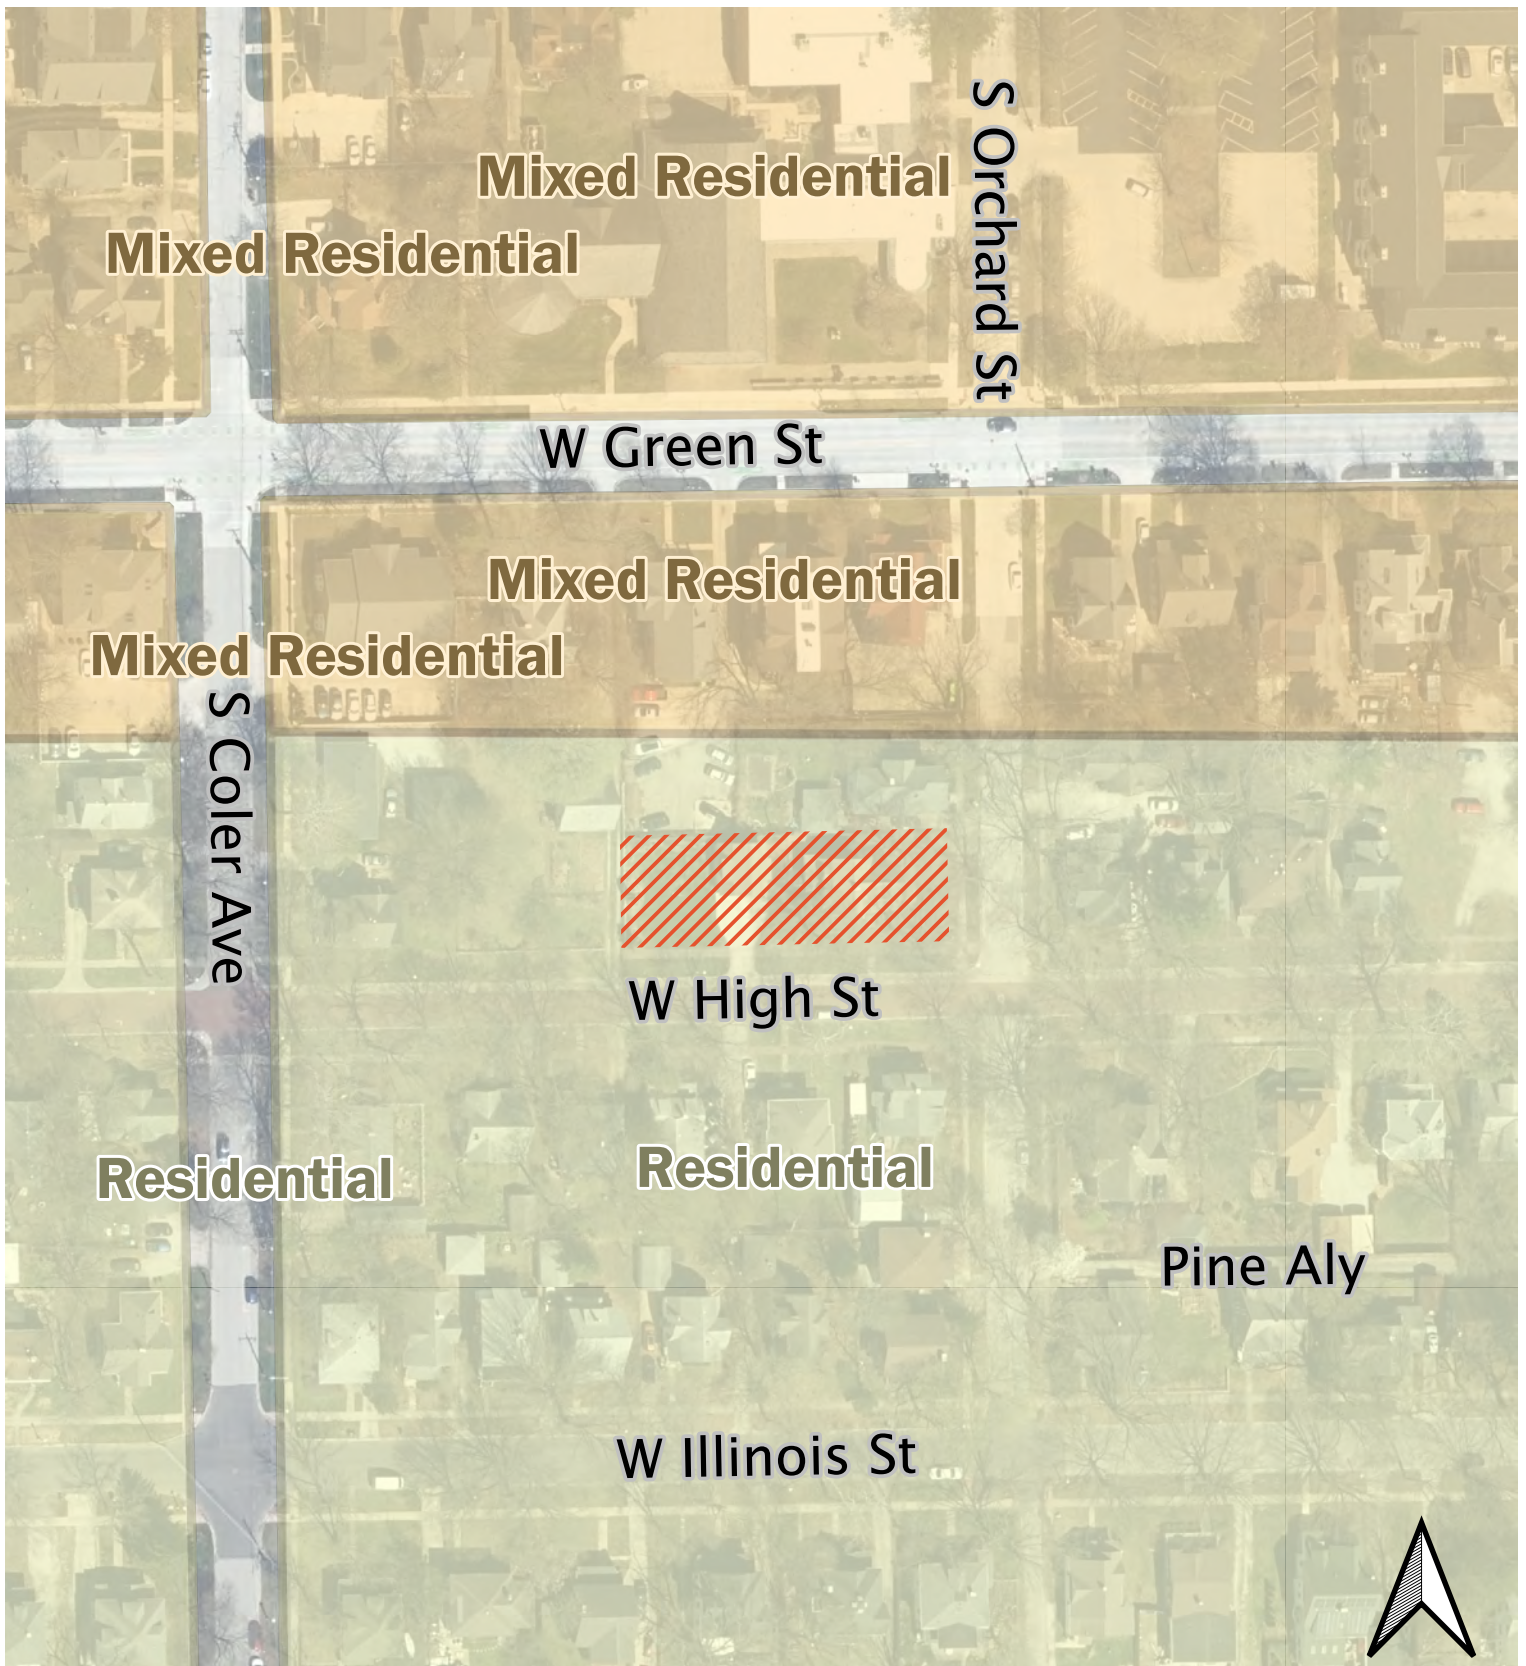 S Orchard St
Mixed Residential
Mixed Residential
W Green St
Mixed Residential
Mixed Residential
S Coler Ave
W High St
Residential
Residential
Pine Aly
W Illinois St